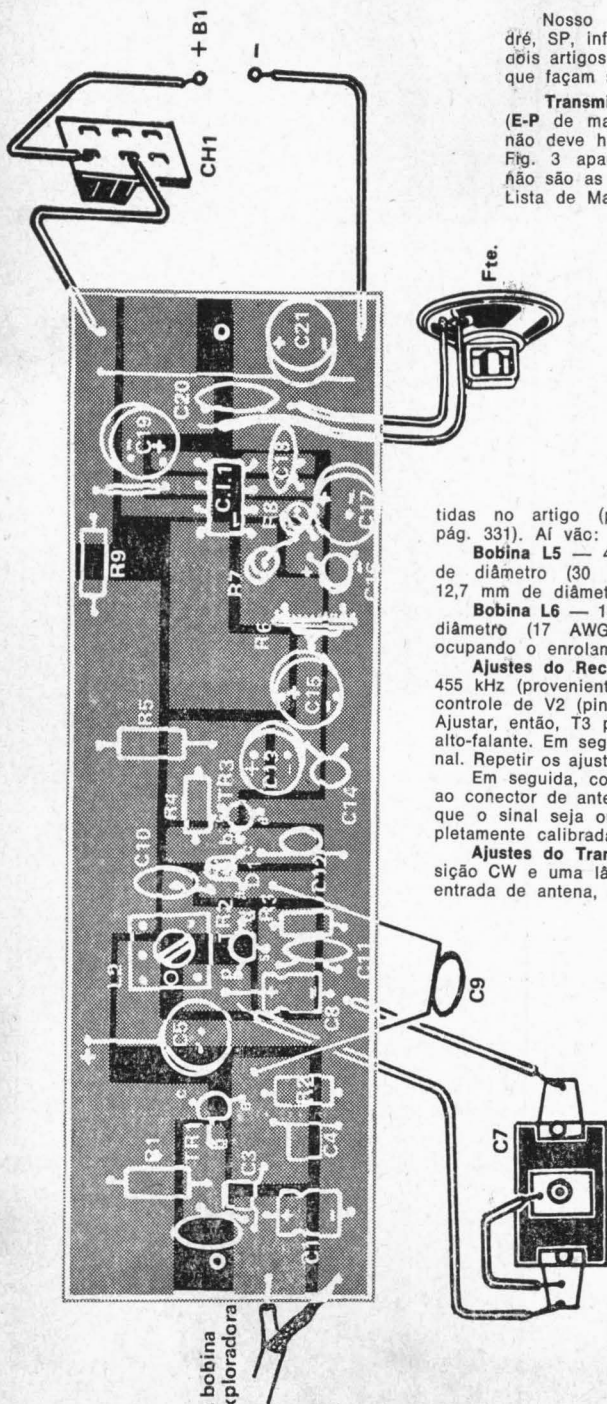 Nosso
dré, SP, inf
dois artigos
que façam
Transmi
(E-P de ma
não deve h
Fig. 3 apa
não são as
Lista de Ma
tidas no artigo (
pág. 331). Aí vão:
Bobina L5 — 4
de diâmetro (30
12,7 mm de diâmet
Bobina L6 — 1
diâmetro (17 AWG
ocupando o enrolam
Ajustes do Rec
455 kHz (provenient
controle de V2 (pin
Ajustar, então, T3 p
alto-falante. Em seg
nal. Repetir os ajust
Em seguida, co
ao conector de ante
que o sinal seja o
pletamente calibrada
Ajustes do Tran
sição CW e uma lâ
entrada de antena,
+ B1
-
CH1
Fte.
C21
C20
C19
C18
C.I.1
C17
R8
R7
C16
R9
R6
C15
R5
C13
C14
R4
TR3
C10
D1
C12
TR2
R3
L2
C11
C8
C9
C5
R2
TR1
C4
R1
C3
C1
C7
bobina
xploradora